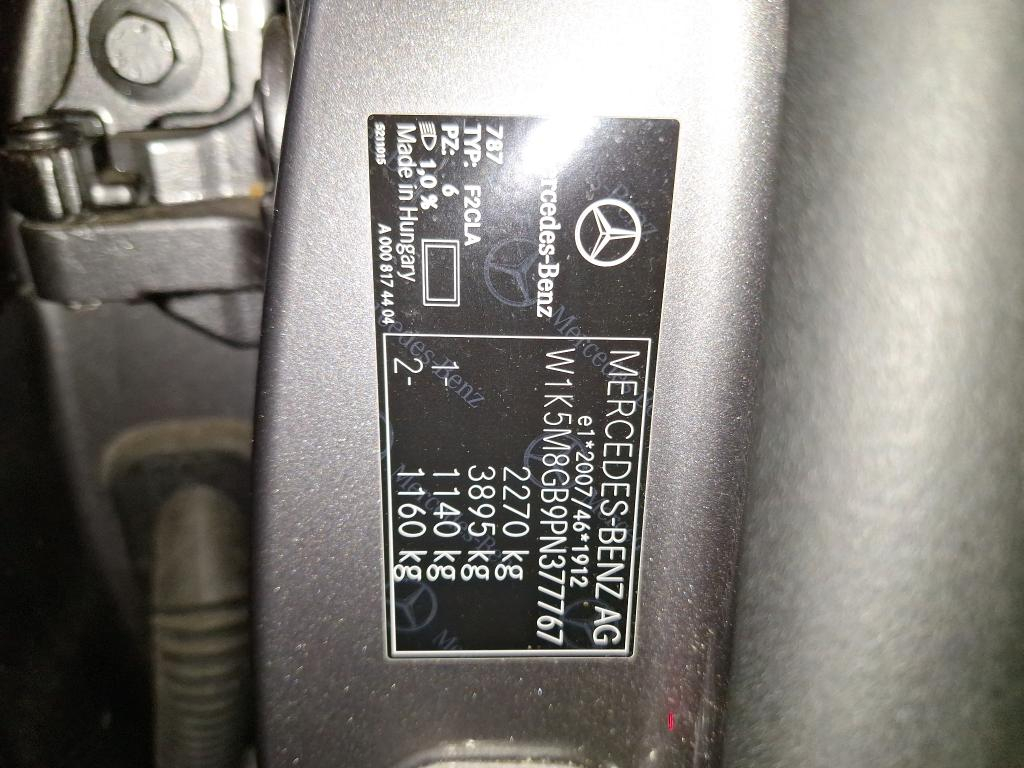 Mercedes-Benz
787
TYP: F2CLA
PZ: 6
1,0 %
Made in Hungary
A 000 817 44 04
MERCEDES-BENZ AG
e1*2007/46*1912
W1K5M8GB9PN377767
2270 kg
3895 kg
1- 1140 kg
2- 1160 kg